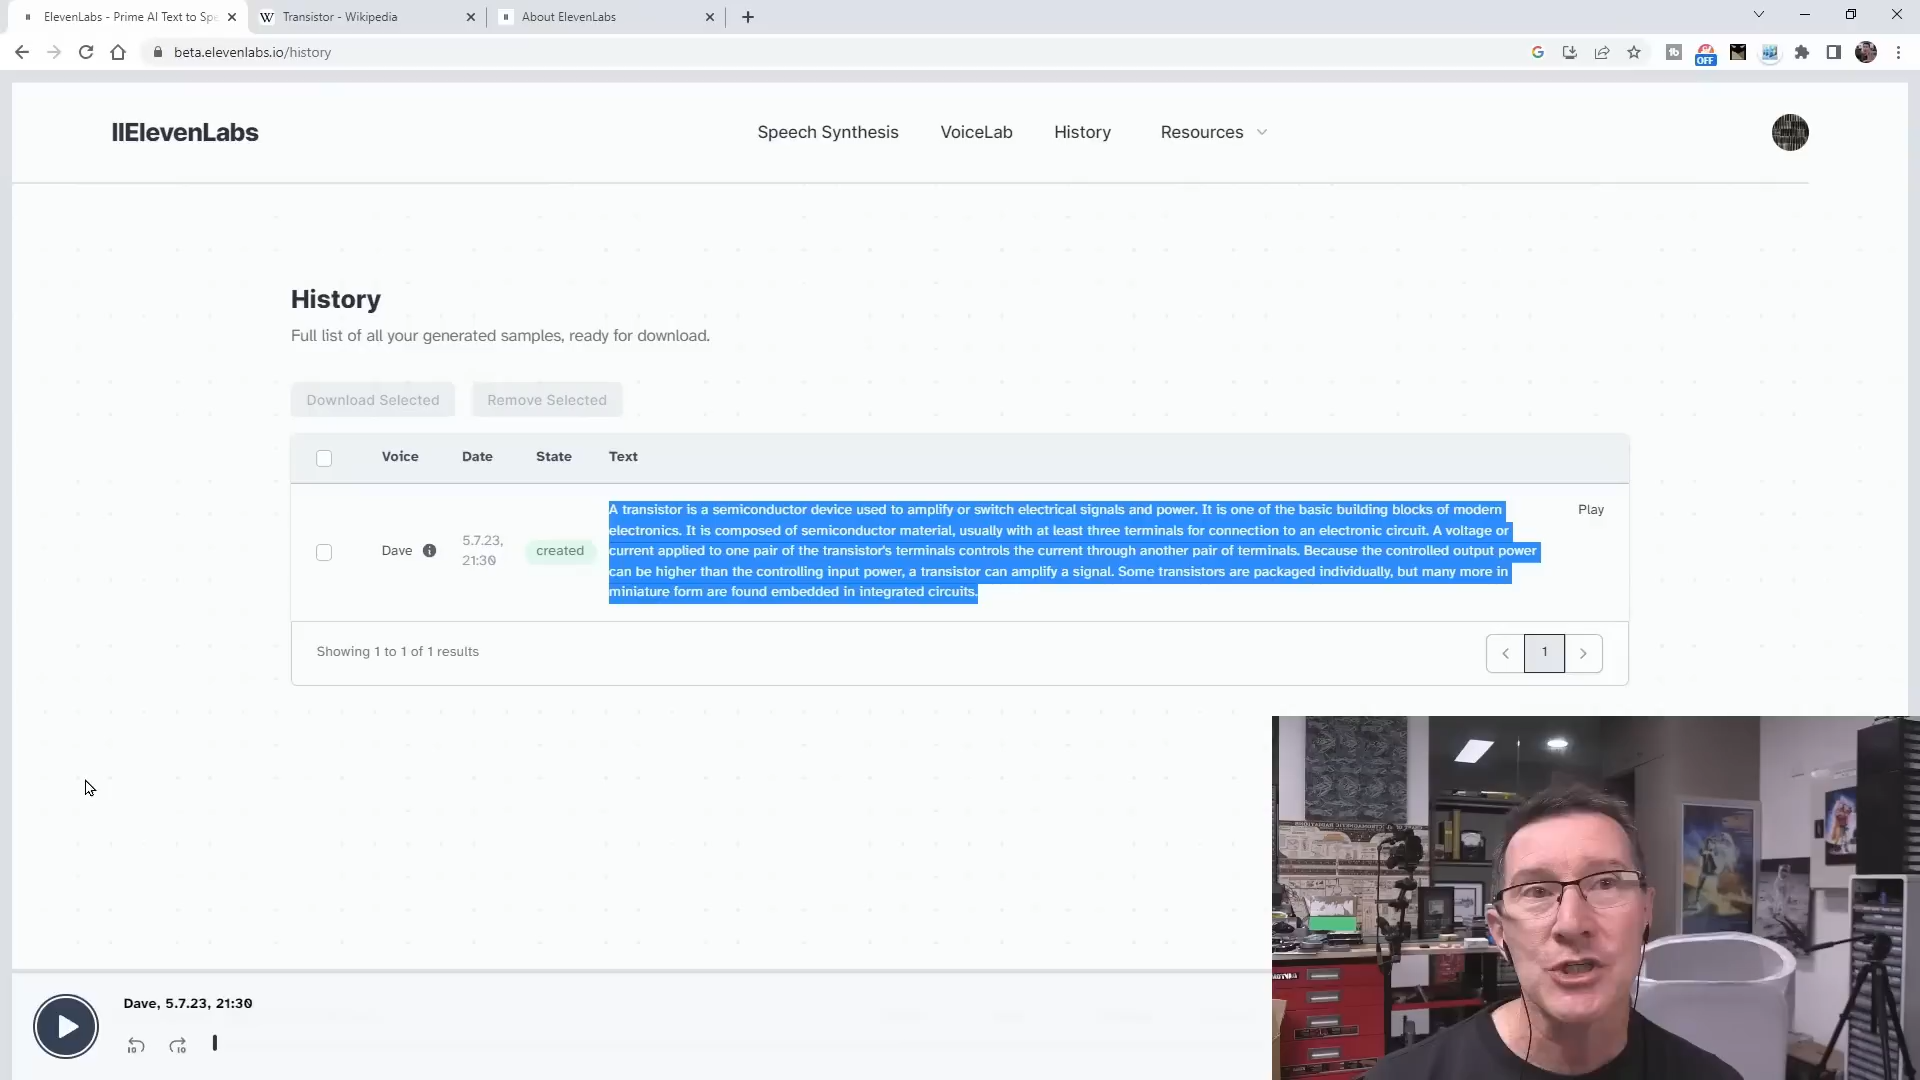 ElevenLabs - Prime AI Text to Spe
Transistor - Wikipedia
About ElevenLabs
beta.elevenlabs.io/history
OFF
IIElevenLabs
Speech Synthesis
VoiceLab
History
Resources
History
Full list of all your generated samples, ready for download.
Download Selected
Remove Selected
Voice
Date
State
Text
Dave
5.7.23,
21:30
created
A transistor is a semiconductor device used to amplify or switch electrical signals and power. It is one of the basic building blocks of modern
electronics. It is composed of semiconductor material, usually with at least three terminals for connection to an electronic circuit. A voltage or
current applied to one pair of the transistor's terminals controls the current through another pair of terminals. Because the controlled output power
can be higher than the controlling input power, a transistor can amplify a signal. Some transistors are packaged individually, but many more in
miniature form are found embedded in integrated circuits.
Play
Showing 1 to 1 of 1 results
1
Dave, 5.7.23, 21:30
10
10